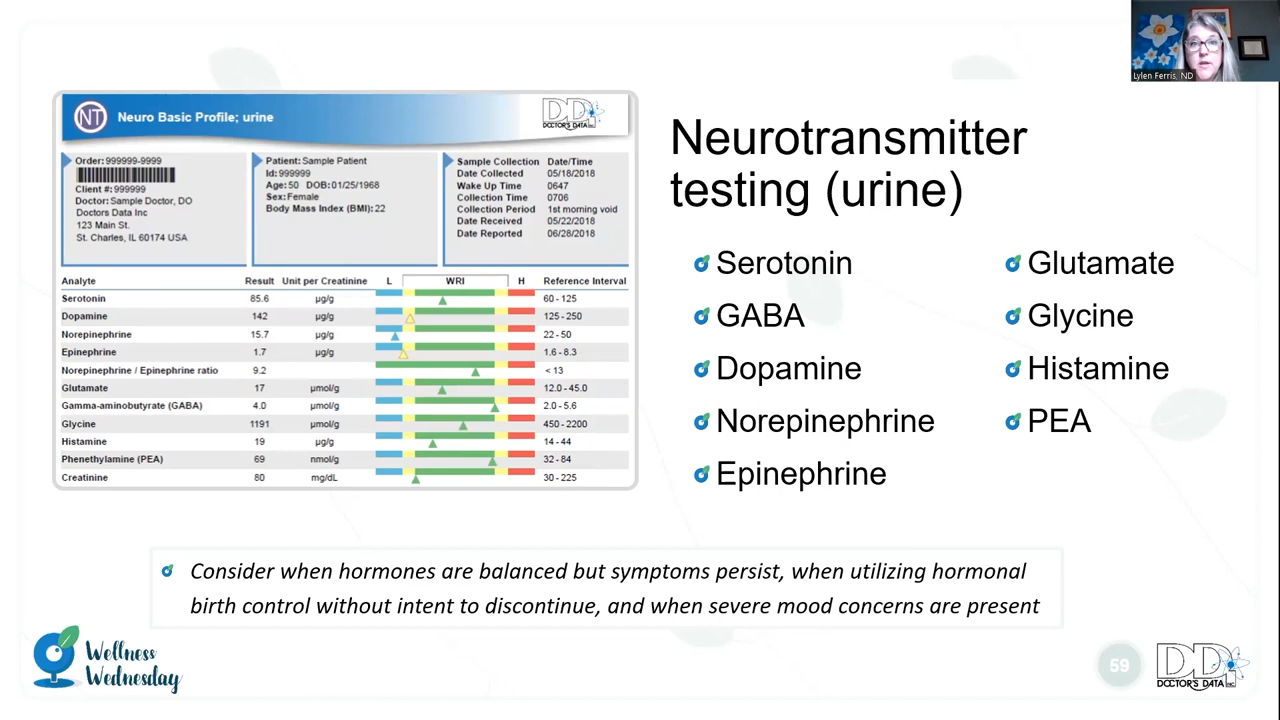 Lylen Ferris, ND
NT
Neuro Basic Profile; urine
DOCTOR'S DATA INC.
Order: 999999-9999
Client #: 999999
Doctor: Sample Doctor, DO
Doctors Data Inc
123 Main St.
St. Charles, IL 60174 USA
Patient: Sample Patient
Id: 999999
Age: 50 DOB: 01/25/1968
Sex: Female
Body Mass Index (BMI): 22
Sample Collection Date/Time
Date Collected 05/18/2018
Wake Up Time 0647
Collection Time 0706
Collection Period 1st morning void
Date Received 05/22/2018
Date Reported 06/28/2018
Analyte Result Unit per Creatinine L WRI H Reference Interval
Serotonin 85.6 µg/g 60 - 125
Dopamine 142 µg/g 125 - 250
Norepinephrine 15.7 µg/g 22 - 50
Epinephrine 1.7 µg/g 1.6 - 8.3
Norepinephrine / Epinephrine ratio 9.2 < 13
Glutamate 17 µmol/g 12.0 - 45.0
Gamma-aminobutyrate (GABA) 4.0 µmol/g 2.0 - 5.6
Glycine 1191 µmol/g 450 - 2200
Histamine 19 µg/g 14 - 44
Phenethylamine (PEA) 69 nmol/g 32 - 84
Creatinine 80 mg/dL 30 - 225
Neurotransmitter
testing (urine)
Serotonin
GABA
Dopamine
Norepinephrine
Epinephrine
Glutamate
Glycine
Histamine
PEA
Consider when hormones are balanced but symptoms persist, when utilizing hormonal
birth control without intent to discontinue, and when severe mood concerns are present
Wellness
Wednesday
59
DDI
DOCTOR'S DATA INC.